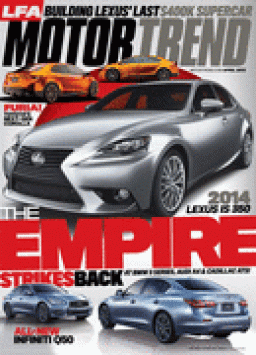 LFA BUILDING LEXUS' LAST $400K SUPERCAR
MOTOR TREND
FURIA!
2014
LEXUS IS 350
THE
EMPIRE
STRIKES BACK
AT BMW 3 SERIES, AUDI A4 & CADILLAC ATS!
ALL-NEW
INFINITI Q50